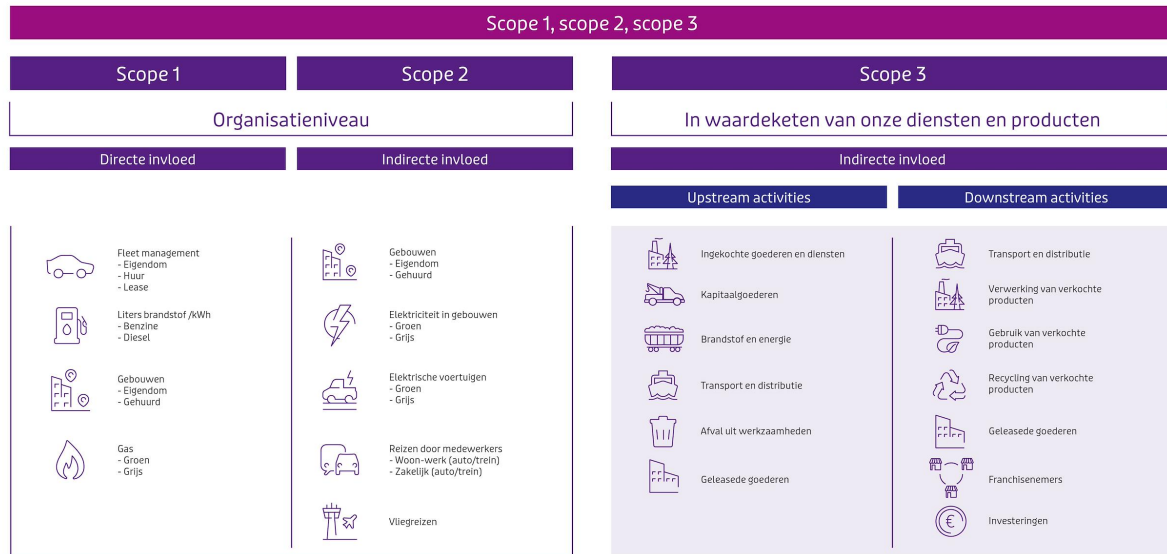 Scope 1, scope 2, scope 3
Scope 1
Scope 2
Organisatieniveau
Directe invloed
Indirecte invloed
Fleet management
- Eigendom
- Huur
- Lease
Liters brandstof /kWh
- Benzine
- Diesel
Gebouwen
- Eigendom
- Gehuurd
Gas
- Groen
- Grijs
Gebouwen
- Eigendom
- Gehuurd
Elektriciteit in gebouwen
- Groen
- Grijs
Elektrische voertuigen
- Groen
- Grijs
Reizen door medewerkers
- Woon-werk (auto/trein)
- Zakelijk (auto/trein)
Vliegreizen
Scope 3
In waardeketen van onze diensten en producten
Indirecte invloed
Upstream activities
Ingekochte goederen en diensten
Kapitaalgoederen
Brandstof en energie
Transport en distributie
Afval uit werkzaamheden
Geleasede goederen
Downstream activities
Transport en distributie
Verwerking van verkochte
producten
Gebruik van verkochte
producten
Recycling van verkochte
producten
Geleasede goederen
Franchisenemers
€
Investeringen